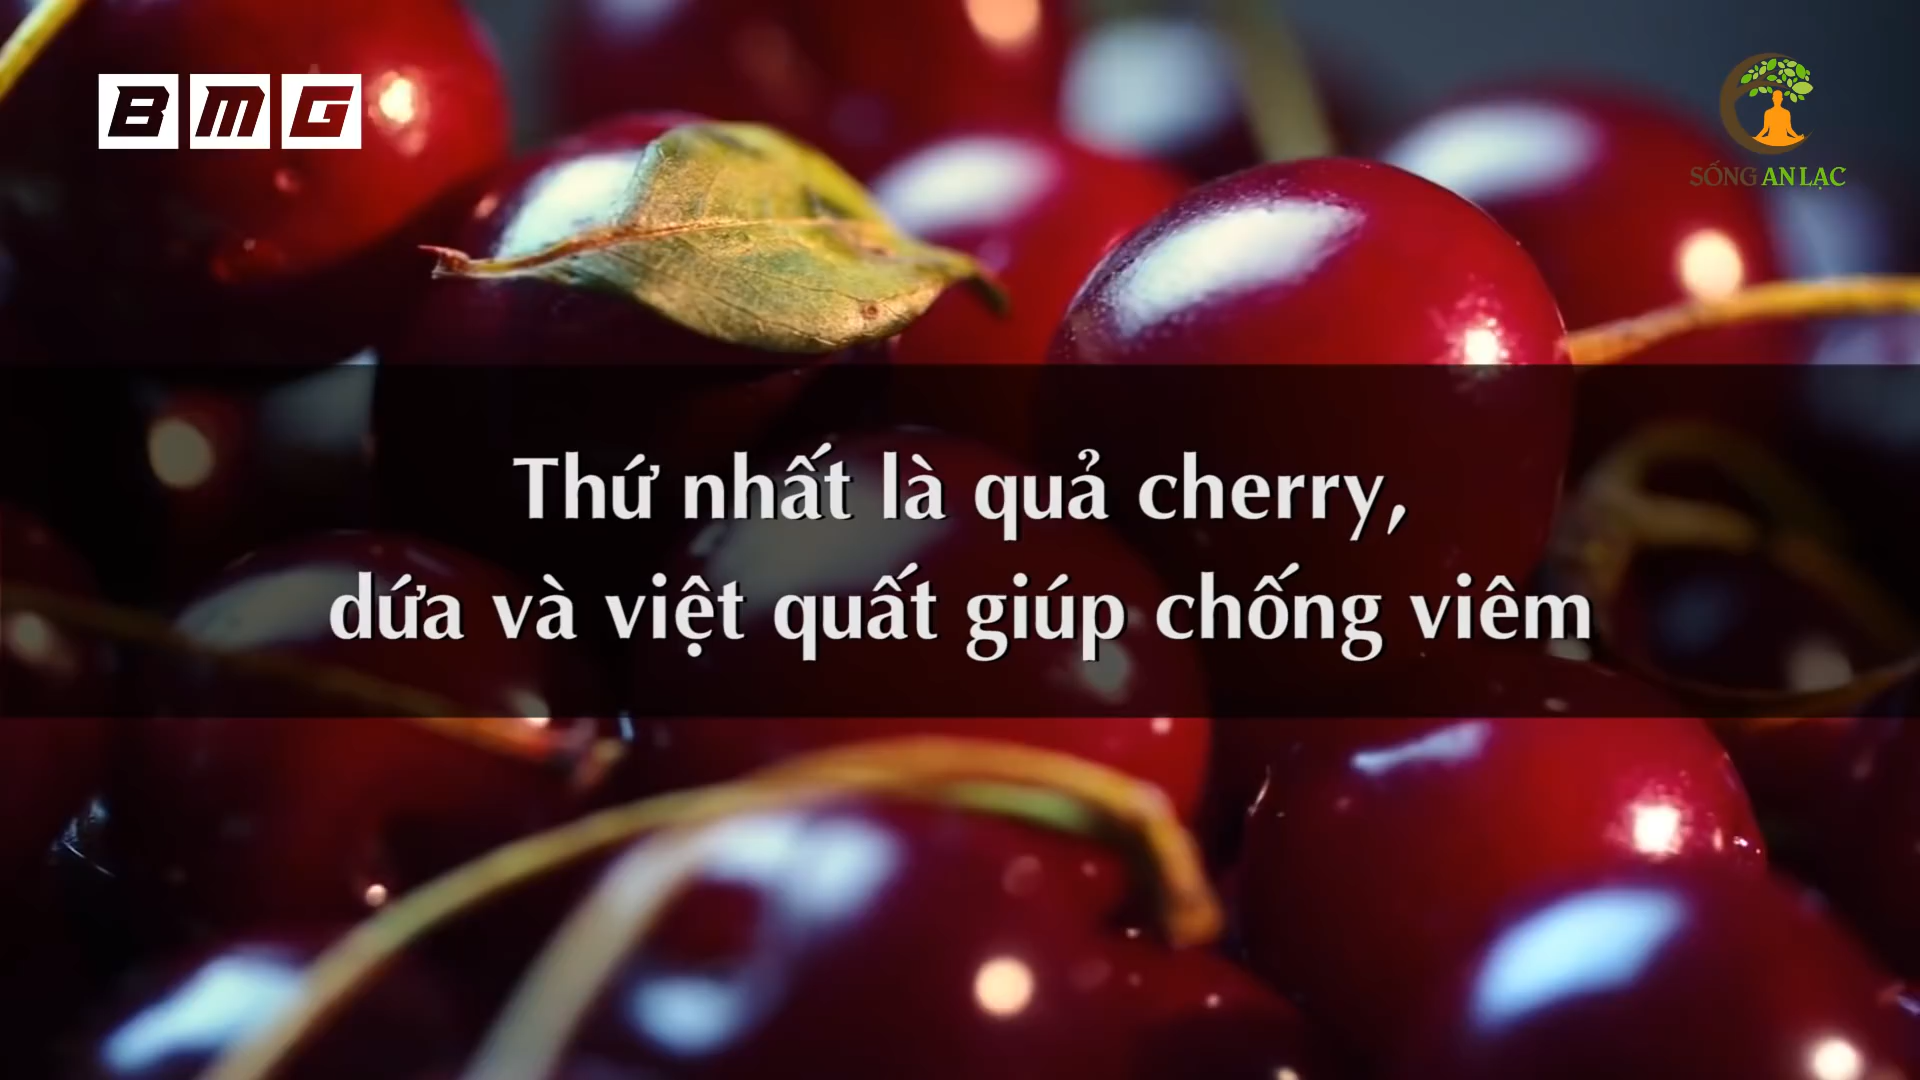 BMG
SỐNG AN LẠC
Thứ nhất là quả cherry,
dứa và việt quất giúp chống viêm